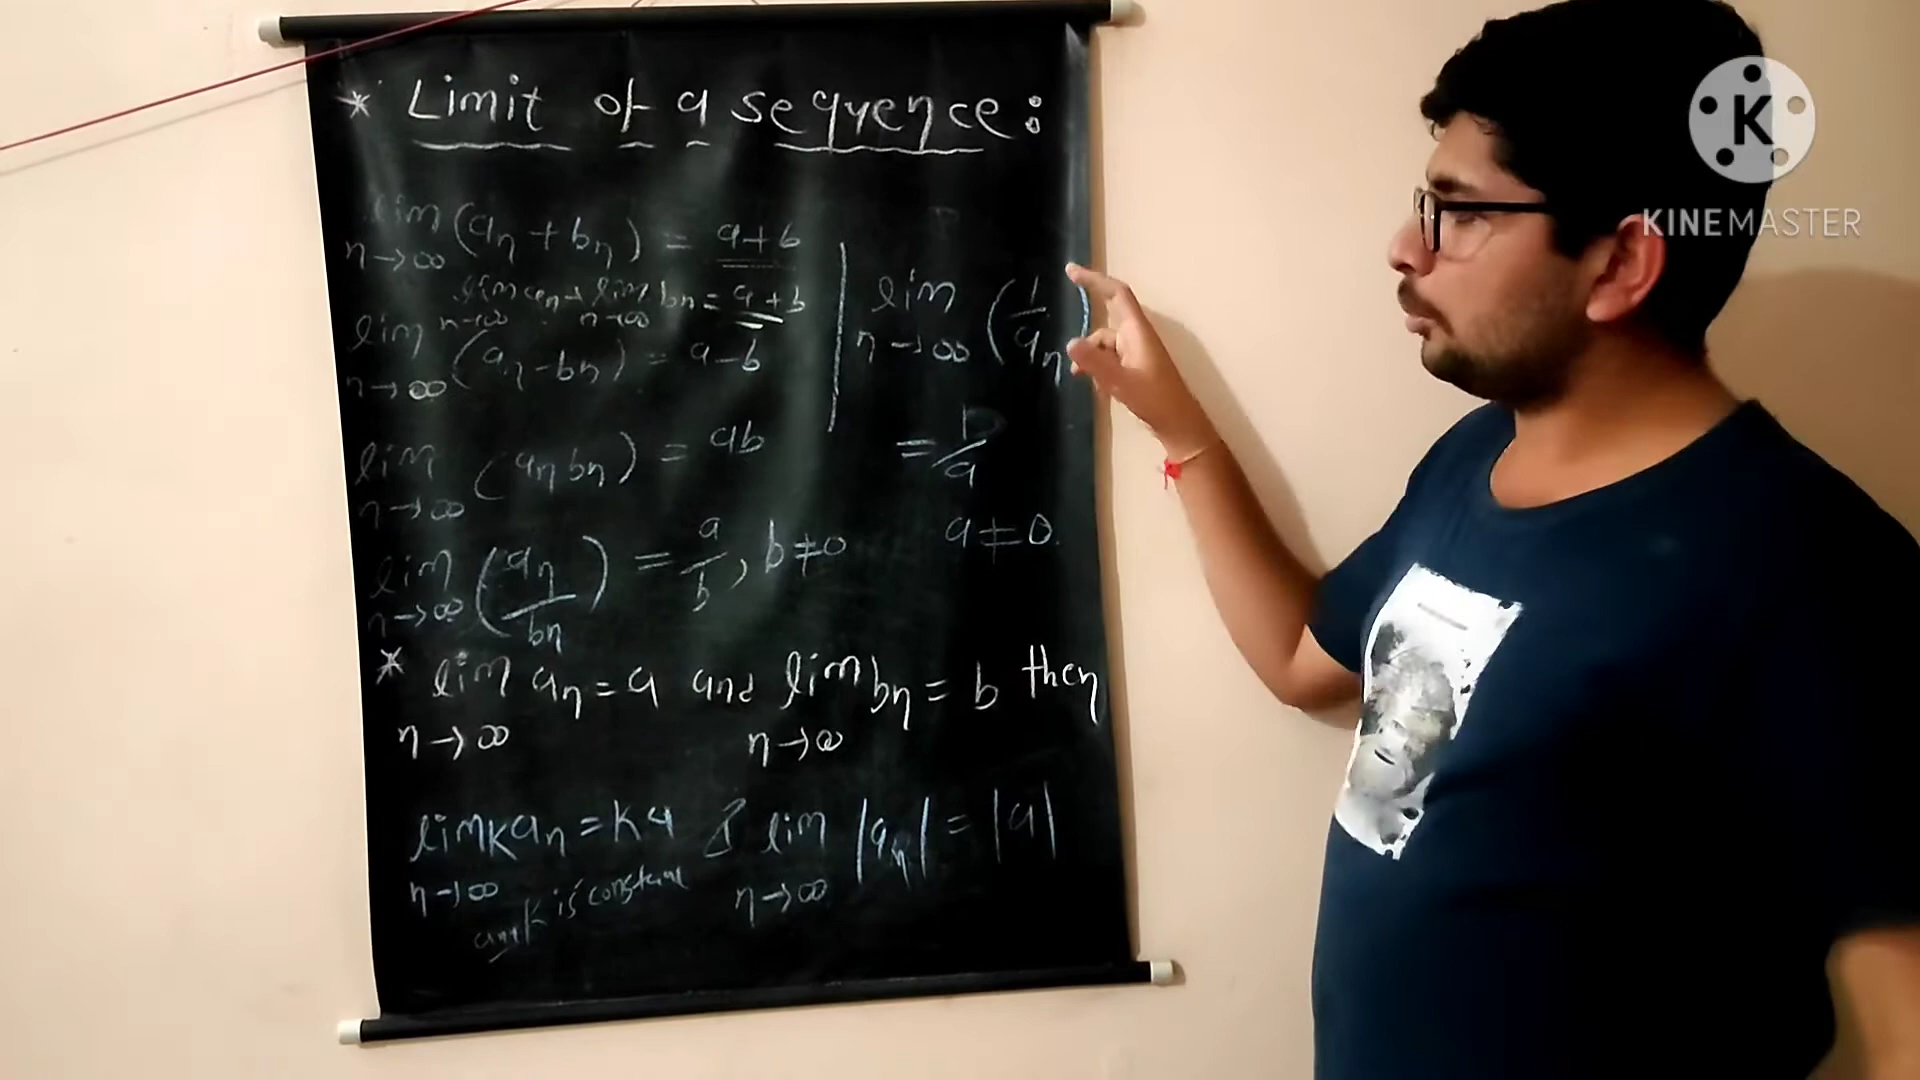 * Limit of a sequence:
lim n→∞ (an + bn) = a+b
lim n→∞ an + lim n→∞ bn = a+b
lim n→∞ (an - bn) = a-b
lim n→∞ (an bn) = ab
lim n→∞ (an/bn) = a/b, b≠0
lim n→∞ (1/an)
= 1/a
a≠0.
* lim n→∞ an = a and lim n→∞ bn = b then
lim n→∞ kan = ka & lim n→∞ |an| = |a|
k is constant
K
KINEMASTER